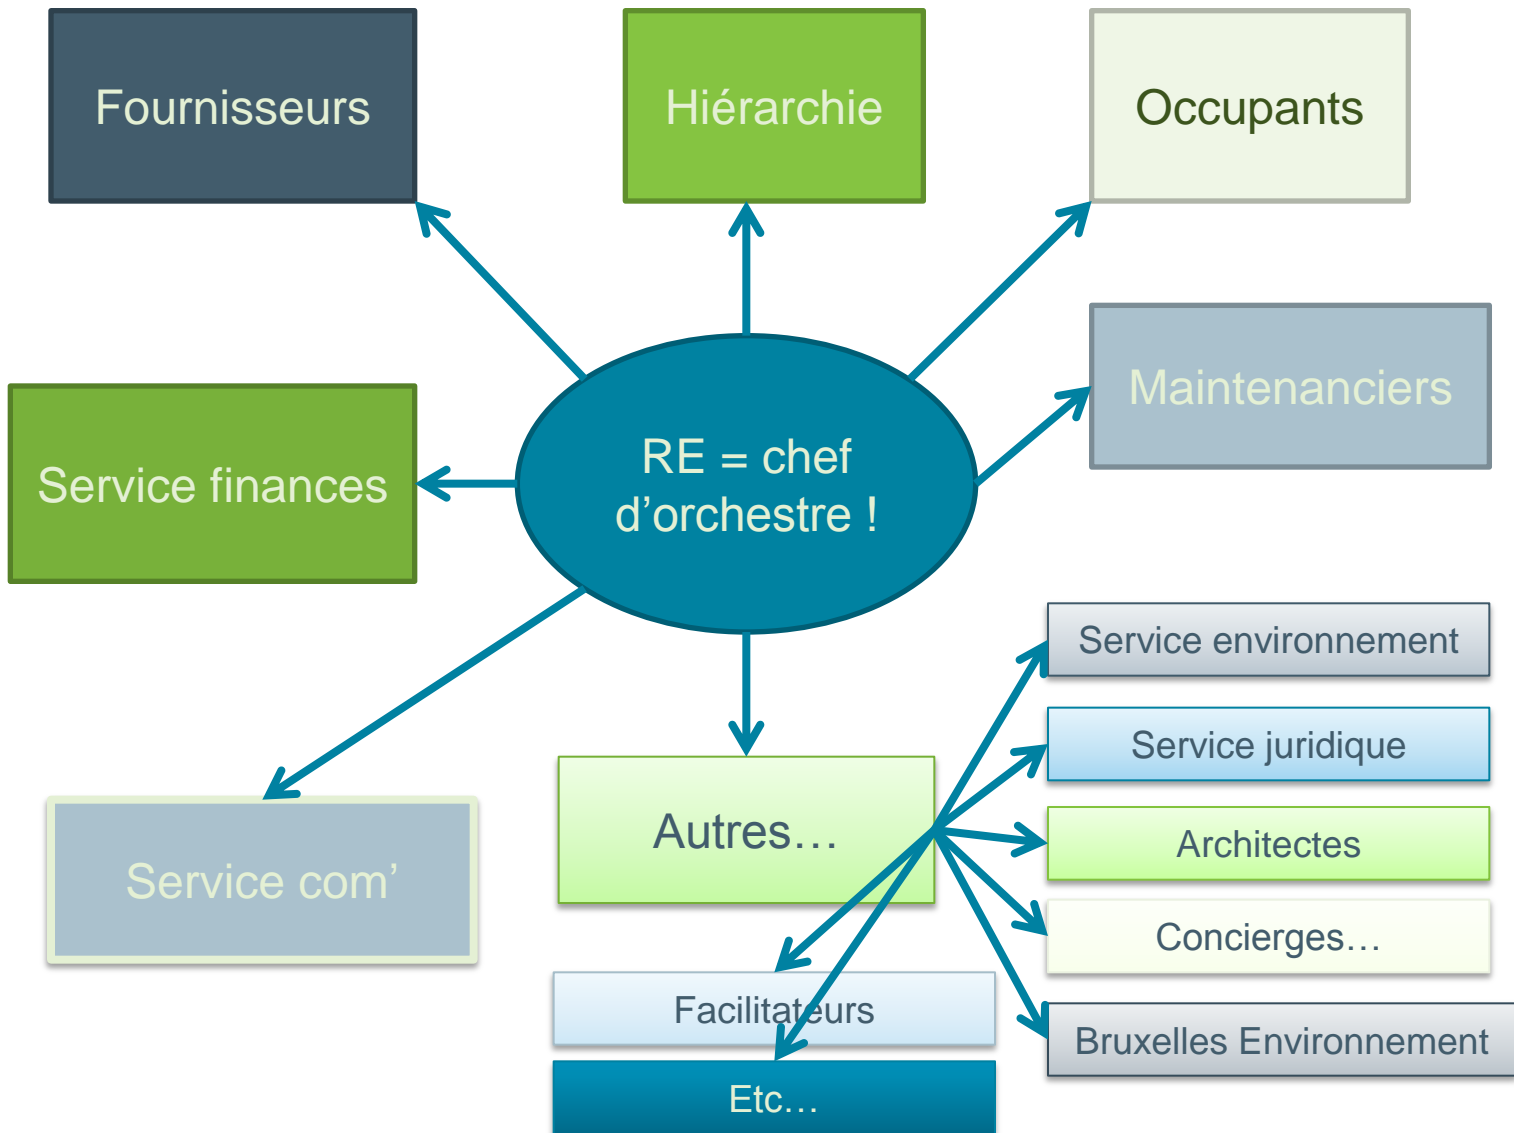 Fournisseurs
Hiérarchie
Occupants
Maintenanciers
RE = chef
d’orchestre !
Service finances
Service environnement
Service juridique
Autres…
Architectes
Service com’
Concierges…
Facilitateurs
Bruxelles Environnement
Etc…